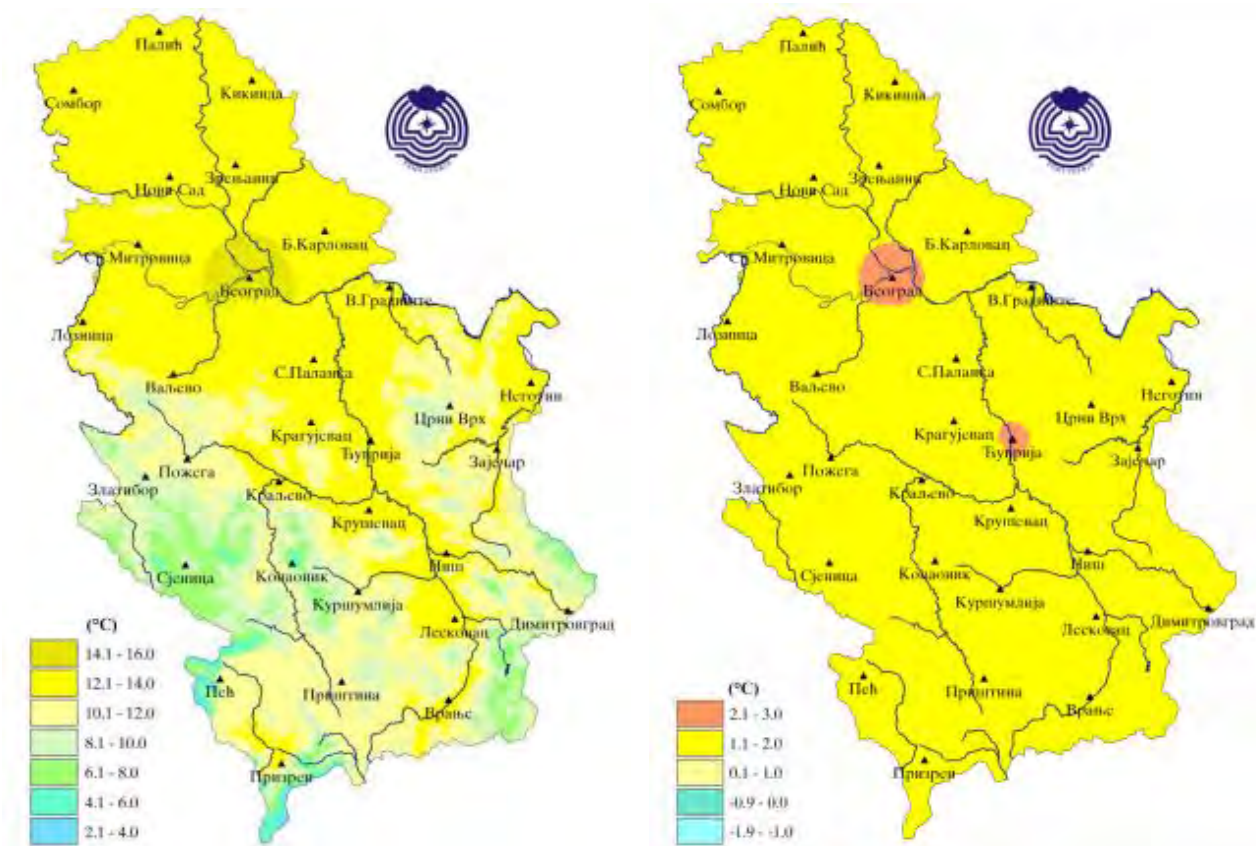 Палић
Сомбор
Кикинда
Нови Сад
Зрењанин
Б.Карловац
Ср.Митровица
Београд
В.Градиште
Лозница
Ваљево
С.Паланка
Неготин
Црни Врх
Крагујевац
Ћуприја
Зајечар
Пожега
Златибор
Краљево
Крушевац
Ниш
Сјеница
Копаоник
Куршумлија
Лесковац
Димитровград
Пећ
Приштина
Врање
Призрен
(°C)
14.1 - 16.0
12.1 - 14.0
10.1 - 12.0
8.1 - 10.0
6.1 - 8.0
4.1 - 6.0
2.1 - 4.0
Палић
Сомбор
Кикинда
Нови Сад
Зрењанин
Б.Карловац
Ср.Митровица
Београд
В.Градиште
Лозница
Ваљево
С.Паланка
Неготин
Црни Врх
Крагујевац
Ћуприја
Зајечар
Пожега
Златибор
Краљево
Крушевац
Ниш
Сјеница
Копаоник
Куршумлија
Лесковац
Димитровград
Пећ
Приштина
Врање
Призрен
(°C)
2.1 - 3.0
1.1 - 2.0
0.1 - 1.0
-0.9 - 0.0
-1.9 - -1.0